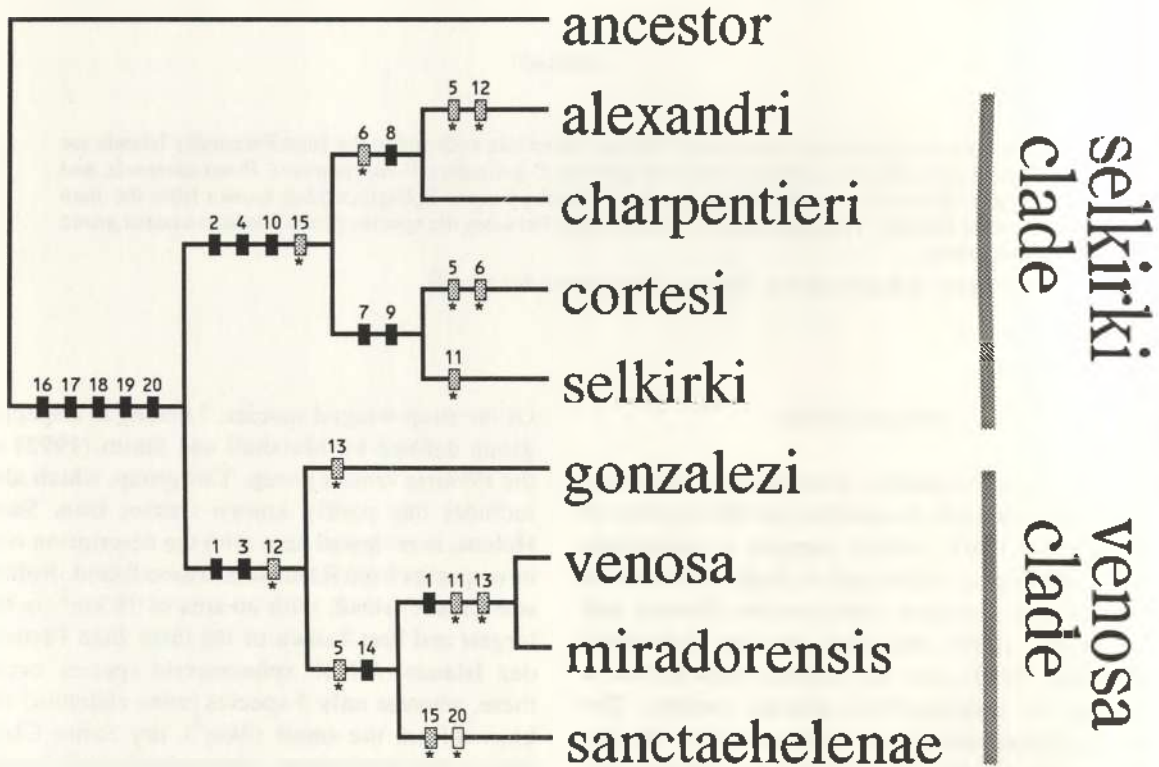 ancestor
5 12
alexandri
6 8
charpentieri
2 4 10 15
5 6
cortesi
7 9
11
selkirki
16 17 18 19 20
13
gonzalezi
1 3 12
venosa
1 11 13
miradorensis
5 14
15 20
sanctaehelenae
selkirki
clade
venosa
clade